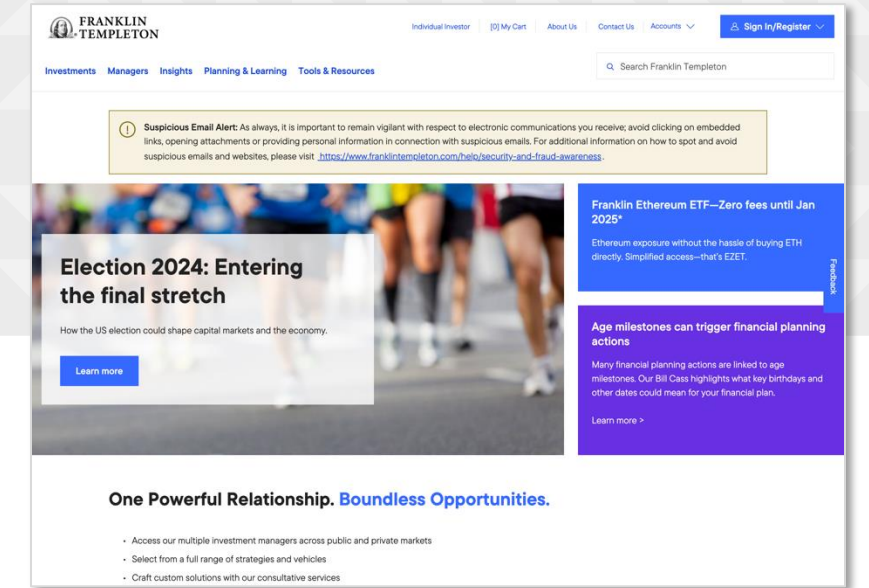 FRANKLIN
TEMPLETON
Individual Investor
[0] My Cart
About Us
Contact Us
Accounts
Sign In/Register
Investments
Managers
Insights
Planning & Learning
Tools & Resources
Search Franklin Templeton
Suspicious Email Alert: As always, it is important to remain vigilant with respect to electronic communications you receive; avoid clicking on embedded
links, opening attachments or providing personal information in connection with suspicious emails. For additional information on how to spot and avoid
suspicious emails and websites, please visit https://www.franklintempleton.com/help/security-and-fraud-awareness.
Election 2024: Entering
the final stretch
How the US election could shape capital markets and the economy.
Learn more
Franklin Ethereum ETF—Zero fees until Jan
2025*
Ethereum exposure without the hassle of buying ETH
directly. Simplified access—that's EZET.
Feedback
Age milestones can trigger financial planning
actions
Many financial planning actions are linked to age
milestones. Our Bill Cass highlights what key birthdays and
other dates could mean for your financial plan.
Learn more >
One Powerful Relationship. Boundless Opportunities.
• Access our multiple investment managers across public and private markets
• Select from a full range of strategies and vehicles
• Craft custom solutions with our consultative services